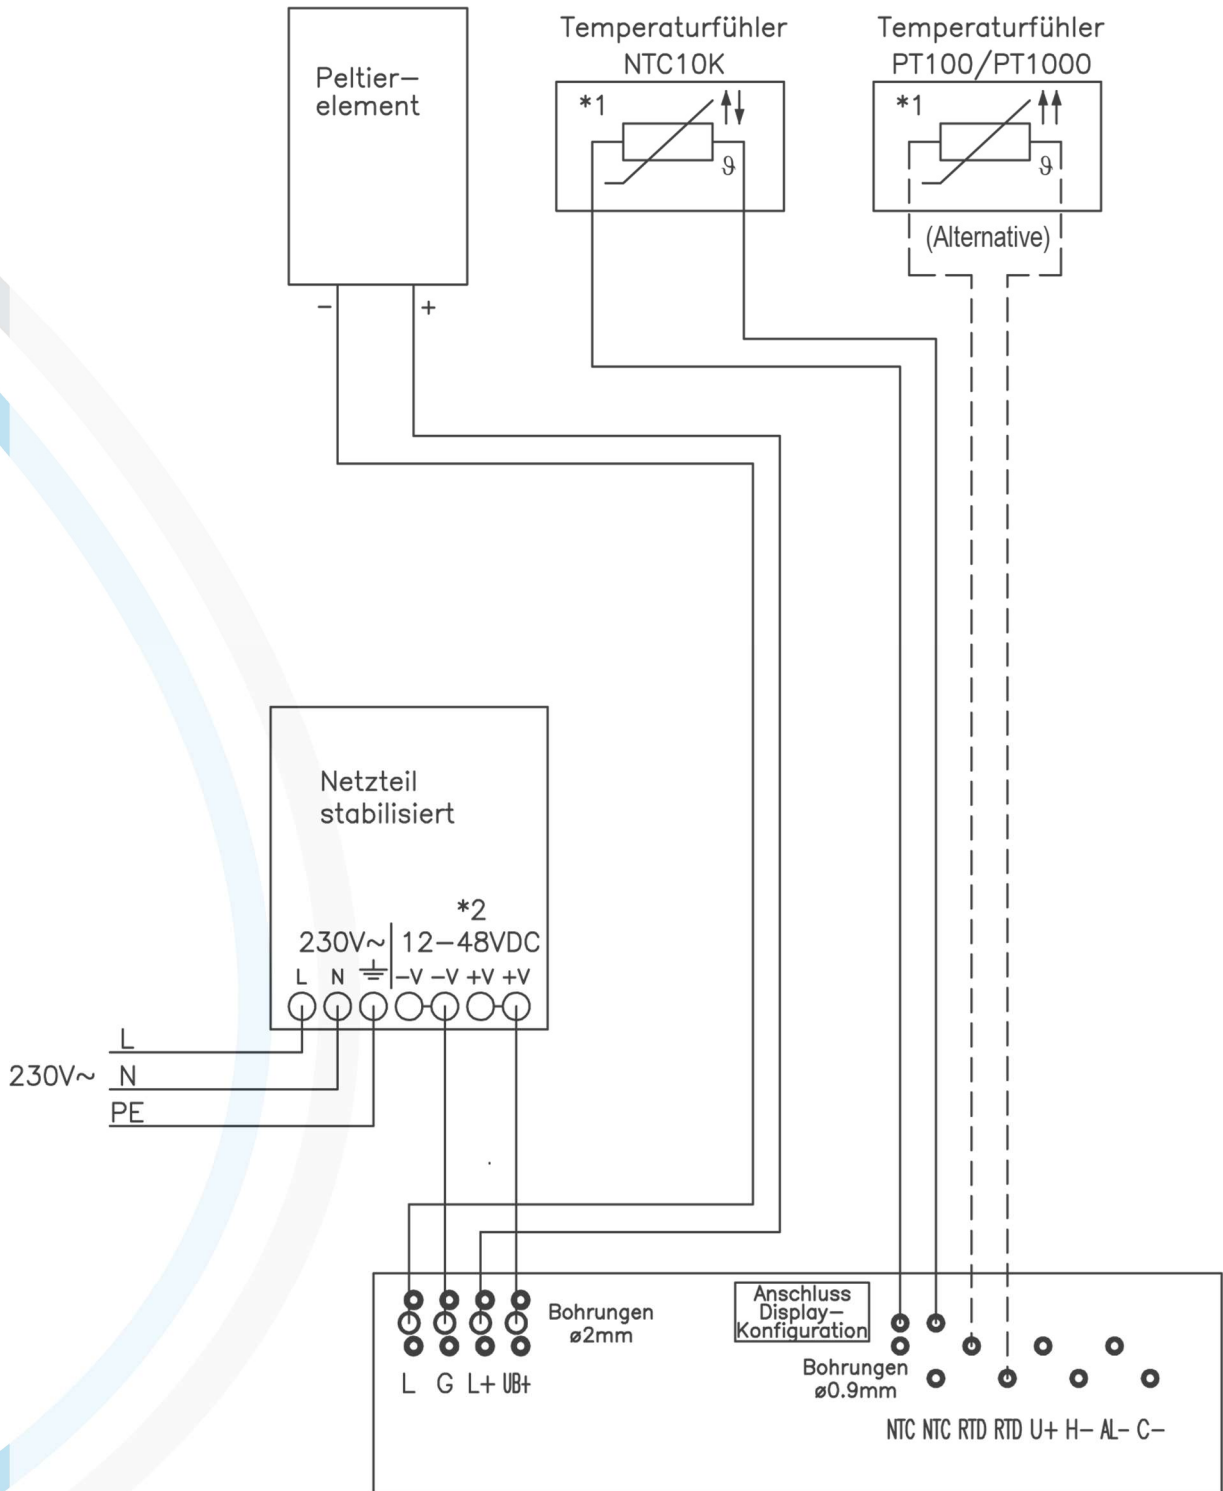 Temperaturfühler
NTC10K
Temperaturfühler
PT100/PT1000
Peltier–
element
*1
ϑ
*1
ϑ
(Alternative)
−
+
Netzteil
stabilisiert
*2
230V~ 12−48VDC
L N −V −V +V +V
L
230V~ N
PE
Anschluss
Display−
Konfiguration
Bohrungen
ø2mm
Bohrungen
ø0.9mm
L G L+ UB+
NTC NTC RTD RTD U+ H− AL− C−